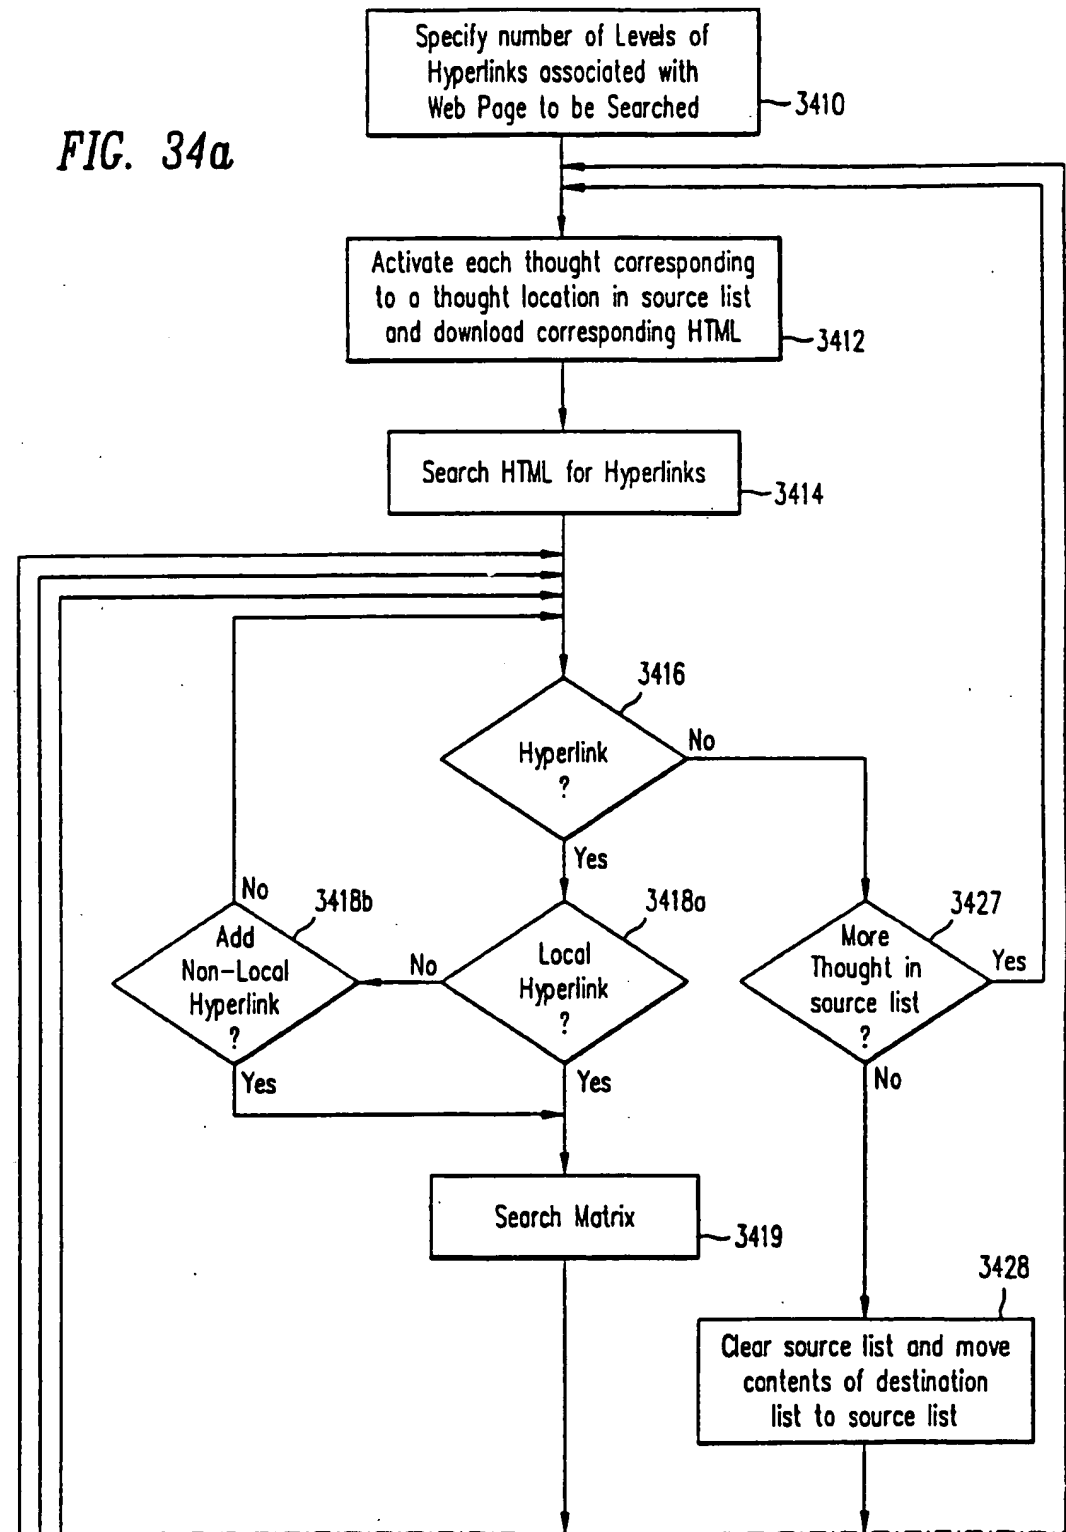 Specify number of Levels of
Hyperlinks associated with
Web Page to be Searched
3410
FIG. 34a
Activate each thought corresponding
to a thought location in source list
and download corresponding HTML
3412
Search HTML for Hyperlinks
3414
3416
Hyperlink
?
No
Yes
3418b
Add
Non-Local
Hyperlink
?
No
Yes
3418a
Local
Hyperlink
?
No
Yes
3427
More
Thought in
source list
?
Yes
No
Search Matrix
3419
3428
Clear source list and move
contents of destination
list to source list